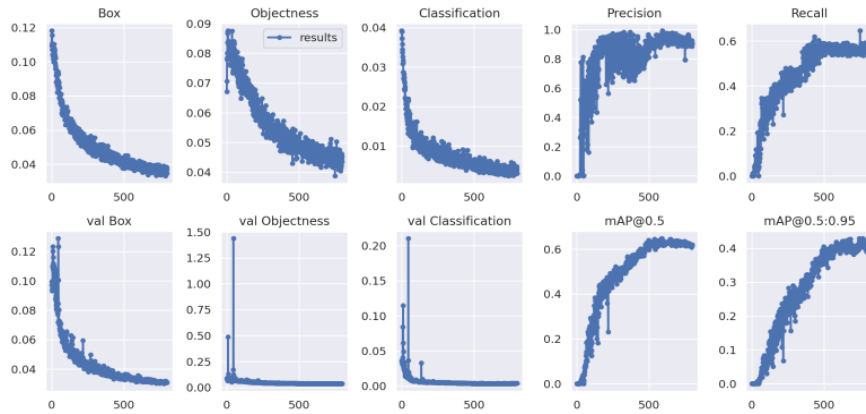 Box Objectness Classification Precision Recall
0.12 0.10 0.08 0.06 0.04
0.09 0.08 0.07 0.06 0.05 0.04
results
0.04 0.03 0.02 0.01
1.0 0.8 0.6 0.4 0.2 0.0
0.6 0.4 0.2 0.0
0 500 0 500 0 500 0 500 0 500
val Box val Objectness val Classification mAP@0.5 mAP@0.5:0.95
0.12 0.10 0.08 0.06 0.04
1.50 1.25 1.00 0.75 0.50 0.25 0.00
0.20 0.15 0.10 0.05 0.00
0.6 0.4 0.2 0.0
0.4 0.3 0.2 0.1 0.0
0 500 0 500 0 500 0 500 0 500